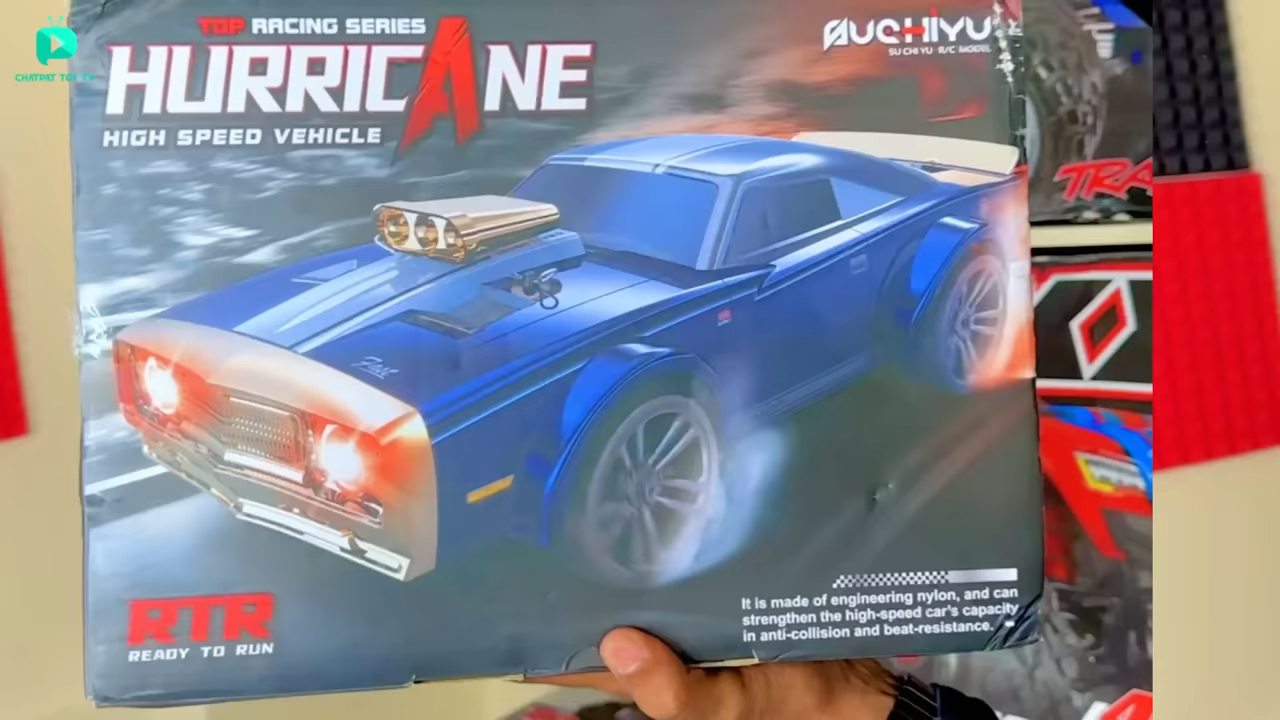 CHATPAT TOY TV
TOP RACING SERIES
HURRICANE
HIGH SPEED VEHICLE
SUCHIYU
SU CHI YU R/C MODEL
TRA
RTR
READY TO RUN
It is made of engineering nylon, and can
strengthen the high-speed car's capacity
in anti-collision and beat-resistance.